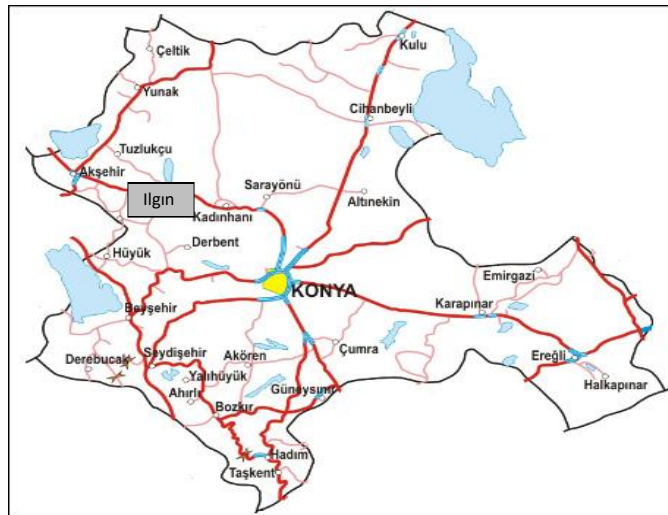 Çeltik
Kulu
Yunak
Cihanbeyli
Tuzlukçu
Akşehir
Ilgın
Sarayönü
Altınekin
Kadınhanı
Derbent
Hüyük
Emirgazi
KONYA
Karapınar
Beyşehir
Çumra
Ereğli
Derebucak
Seydişehir
Akören
Halkapınar
Yalıhüyük
Güneysınır
Ahırlı
Bozkır
Hadım
Taşkent